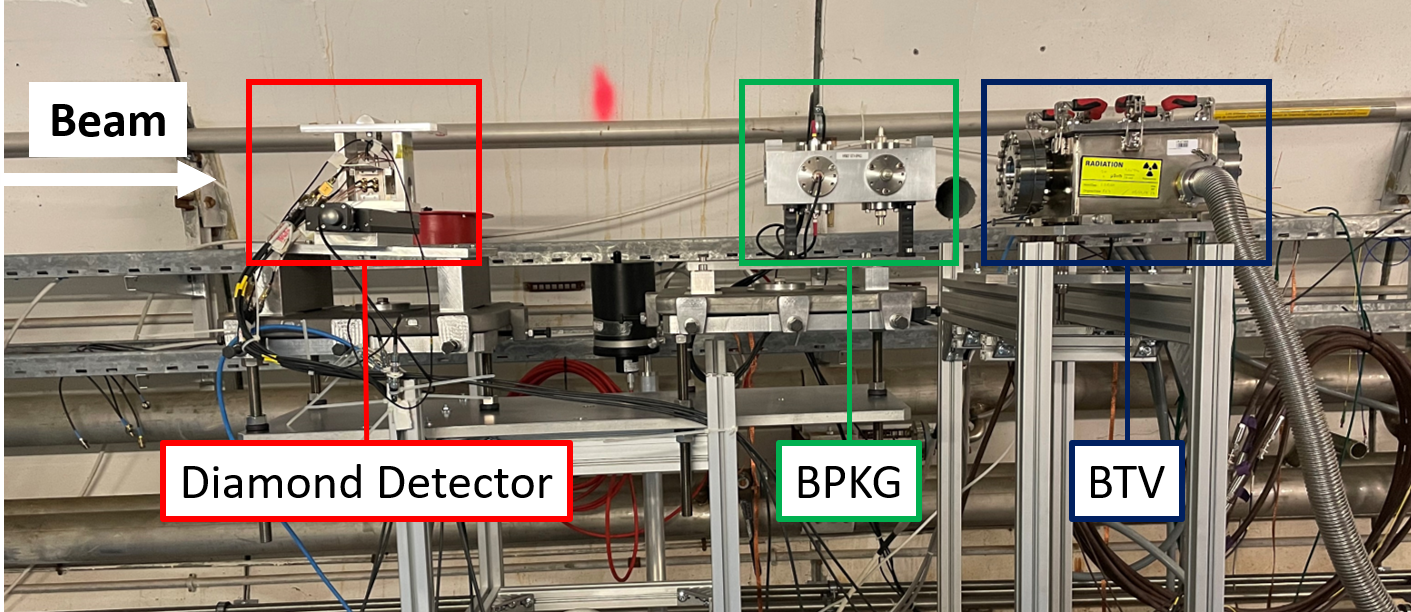 Beam
RADIATION
Diamond Detector
BPKG
BTV